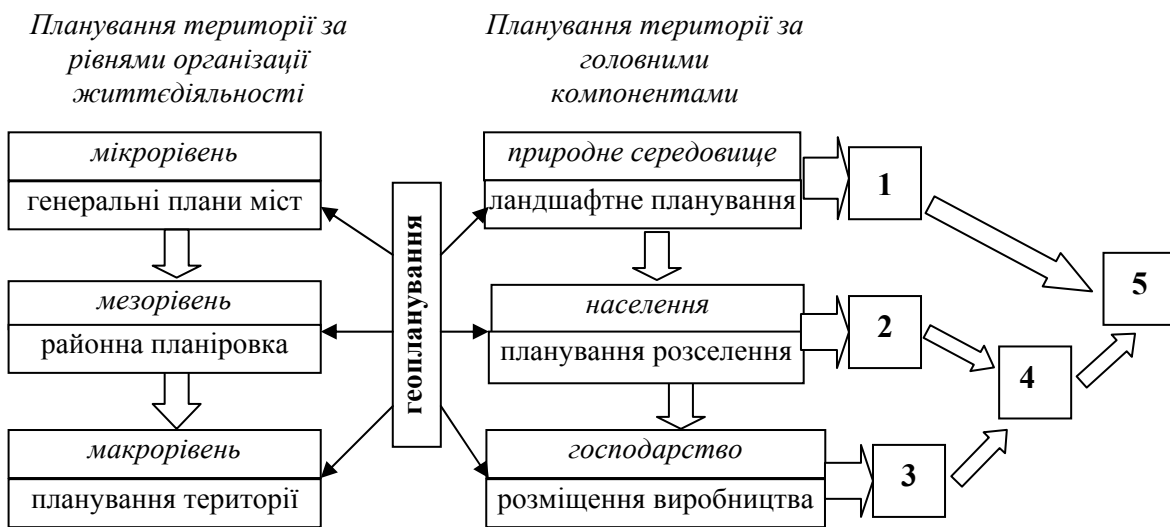 Планування території за
рівнями організації
життєдіяльності
Планування території за
головними
компонентами
мікрорівень
генеральні плани міст
мезорівень
районна планіровка
макрорівень
планування території
геопланування
природне середовище
ландшафтне планування
населення
планування розселення
господарство
розміщення виробництва
1
2
3
4
5